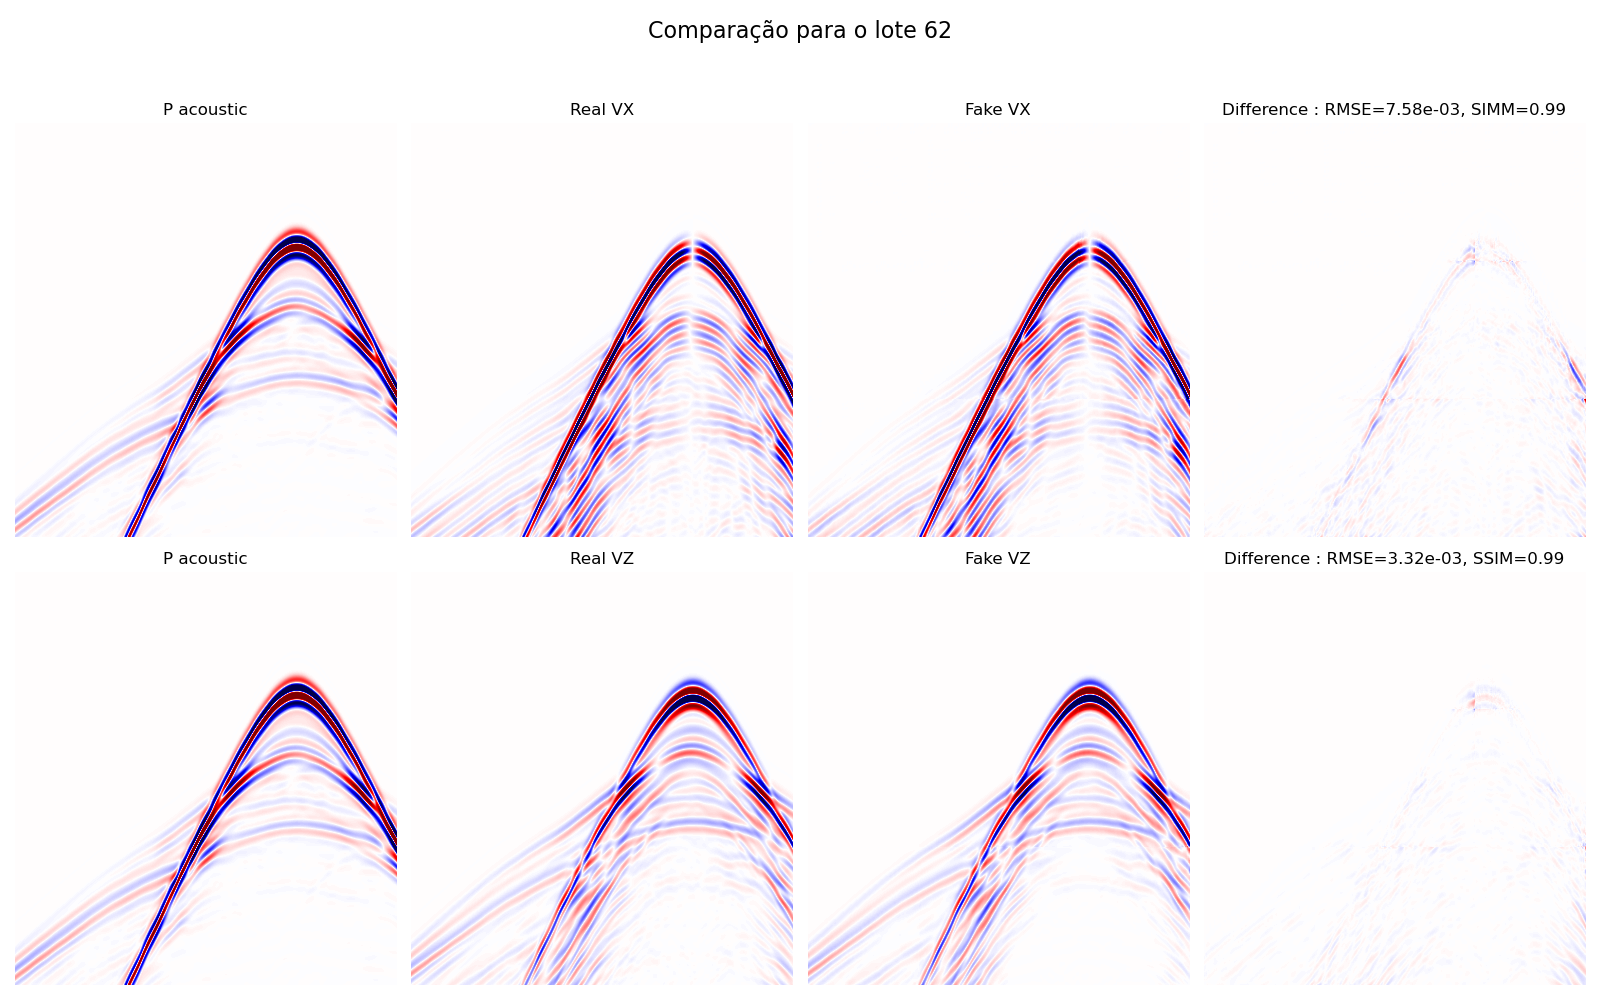 Comparação para o lote 62
P acoustic
Real VX
Fake VX
Difference : RMSE=7.58e-03, SIMM=0.99
P acoustic
Real VZ
Fake VZ
Difference : RMSE=3.32e-03, SSIM=0.99